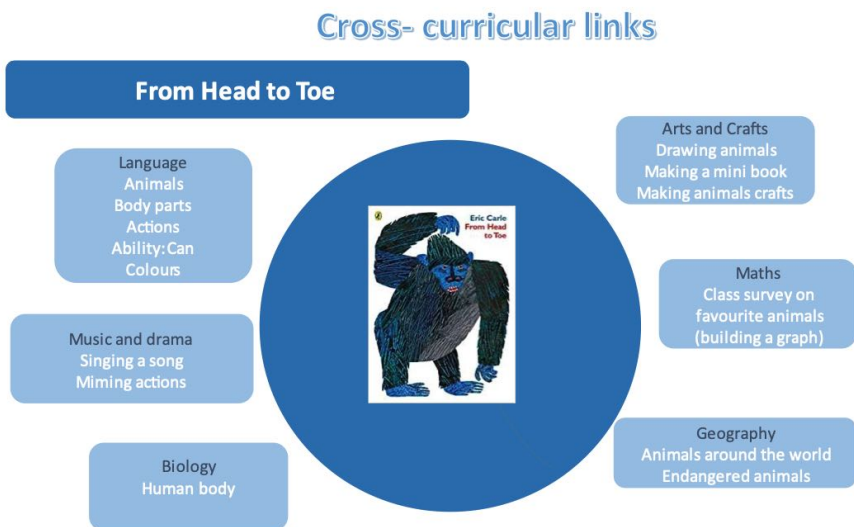 Cross- curricular links
From Head to Toe
Language
Animals
Body parts
Actions
Ability: Can
Colours
Music and drama
Singing a song
Miming actions
Biology
Human body
Eric Carle
From Head
to Toe
Arts and Crafts
Drawing animals
Making a mini book
Making animals crafts
Maths
Class survey on
favourite animals
(building a graph)
Geography
Animals around the world
Endangered animals